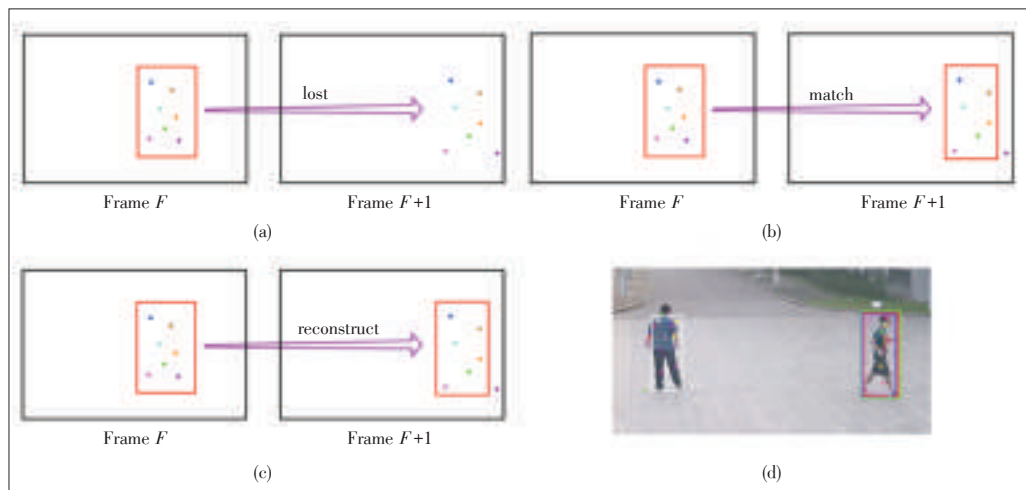 lost
match
Frame F
Frame F+1
Frame F
Frame F+1
(a)
(b)
reconstruct
Frame F
Frame F+1
(c)
(d)